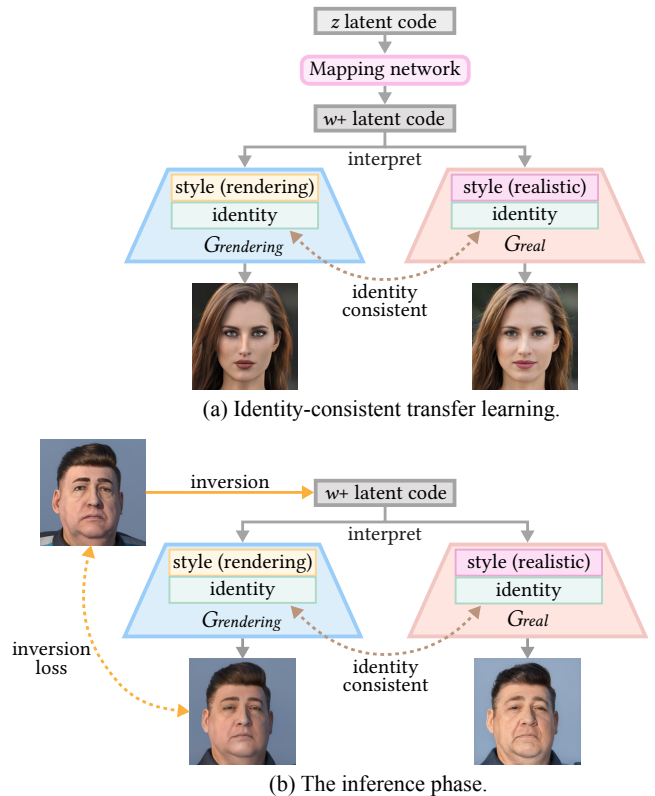 z latent code
Mapping network
w+ latent code
interpret
style (rendering)
identity
Grendering
style (realistic)
identity
Greal
identity
consistent
(a) Identity-consistent transfer learning.
inversion
w+ latent code
interpret
style (rendering)
identity
Grendering
style (realistic)
identity
Greal
inversion
loss
identity
consistent
(b) The inference phase.